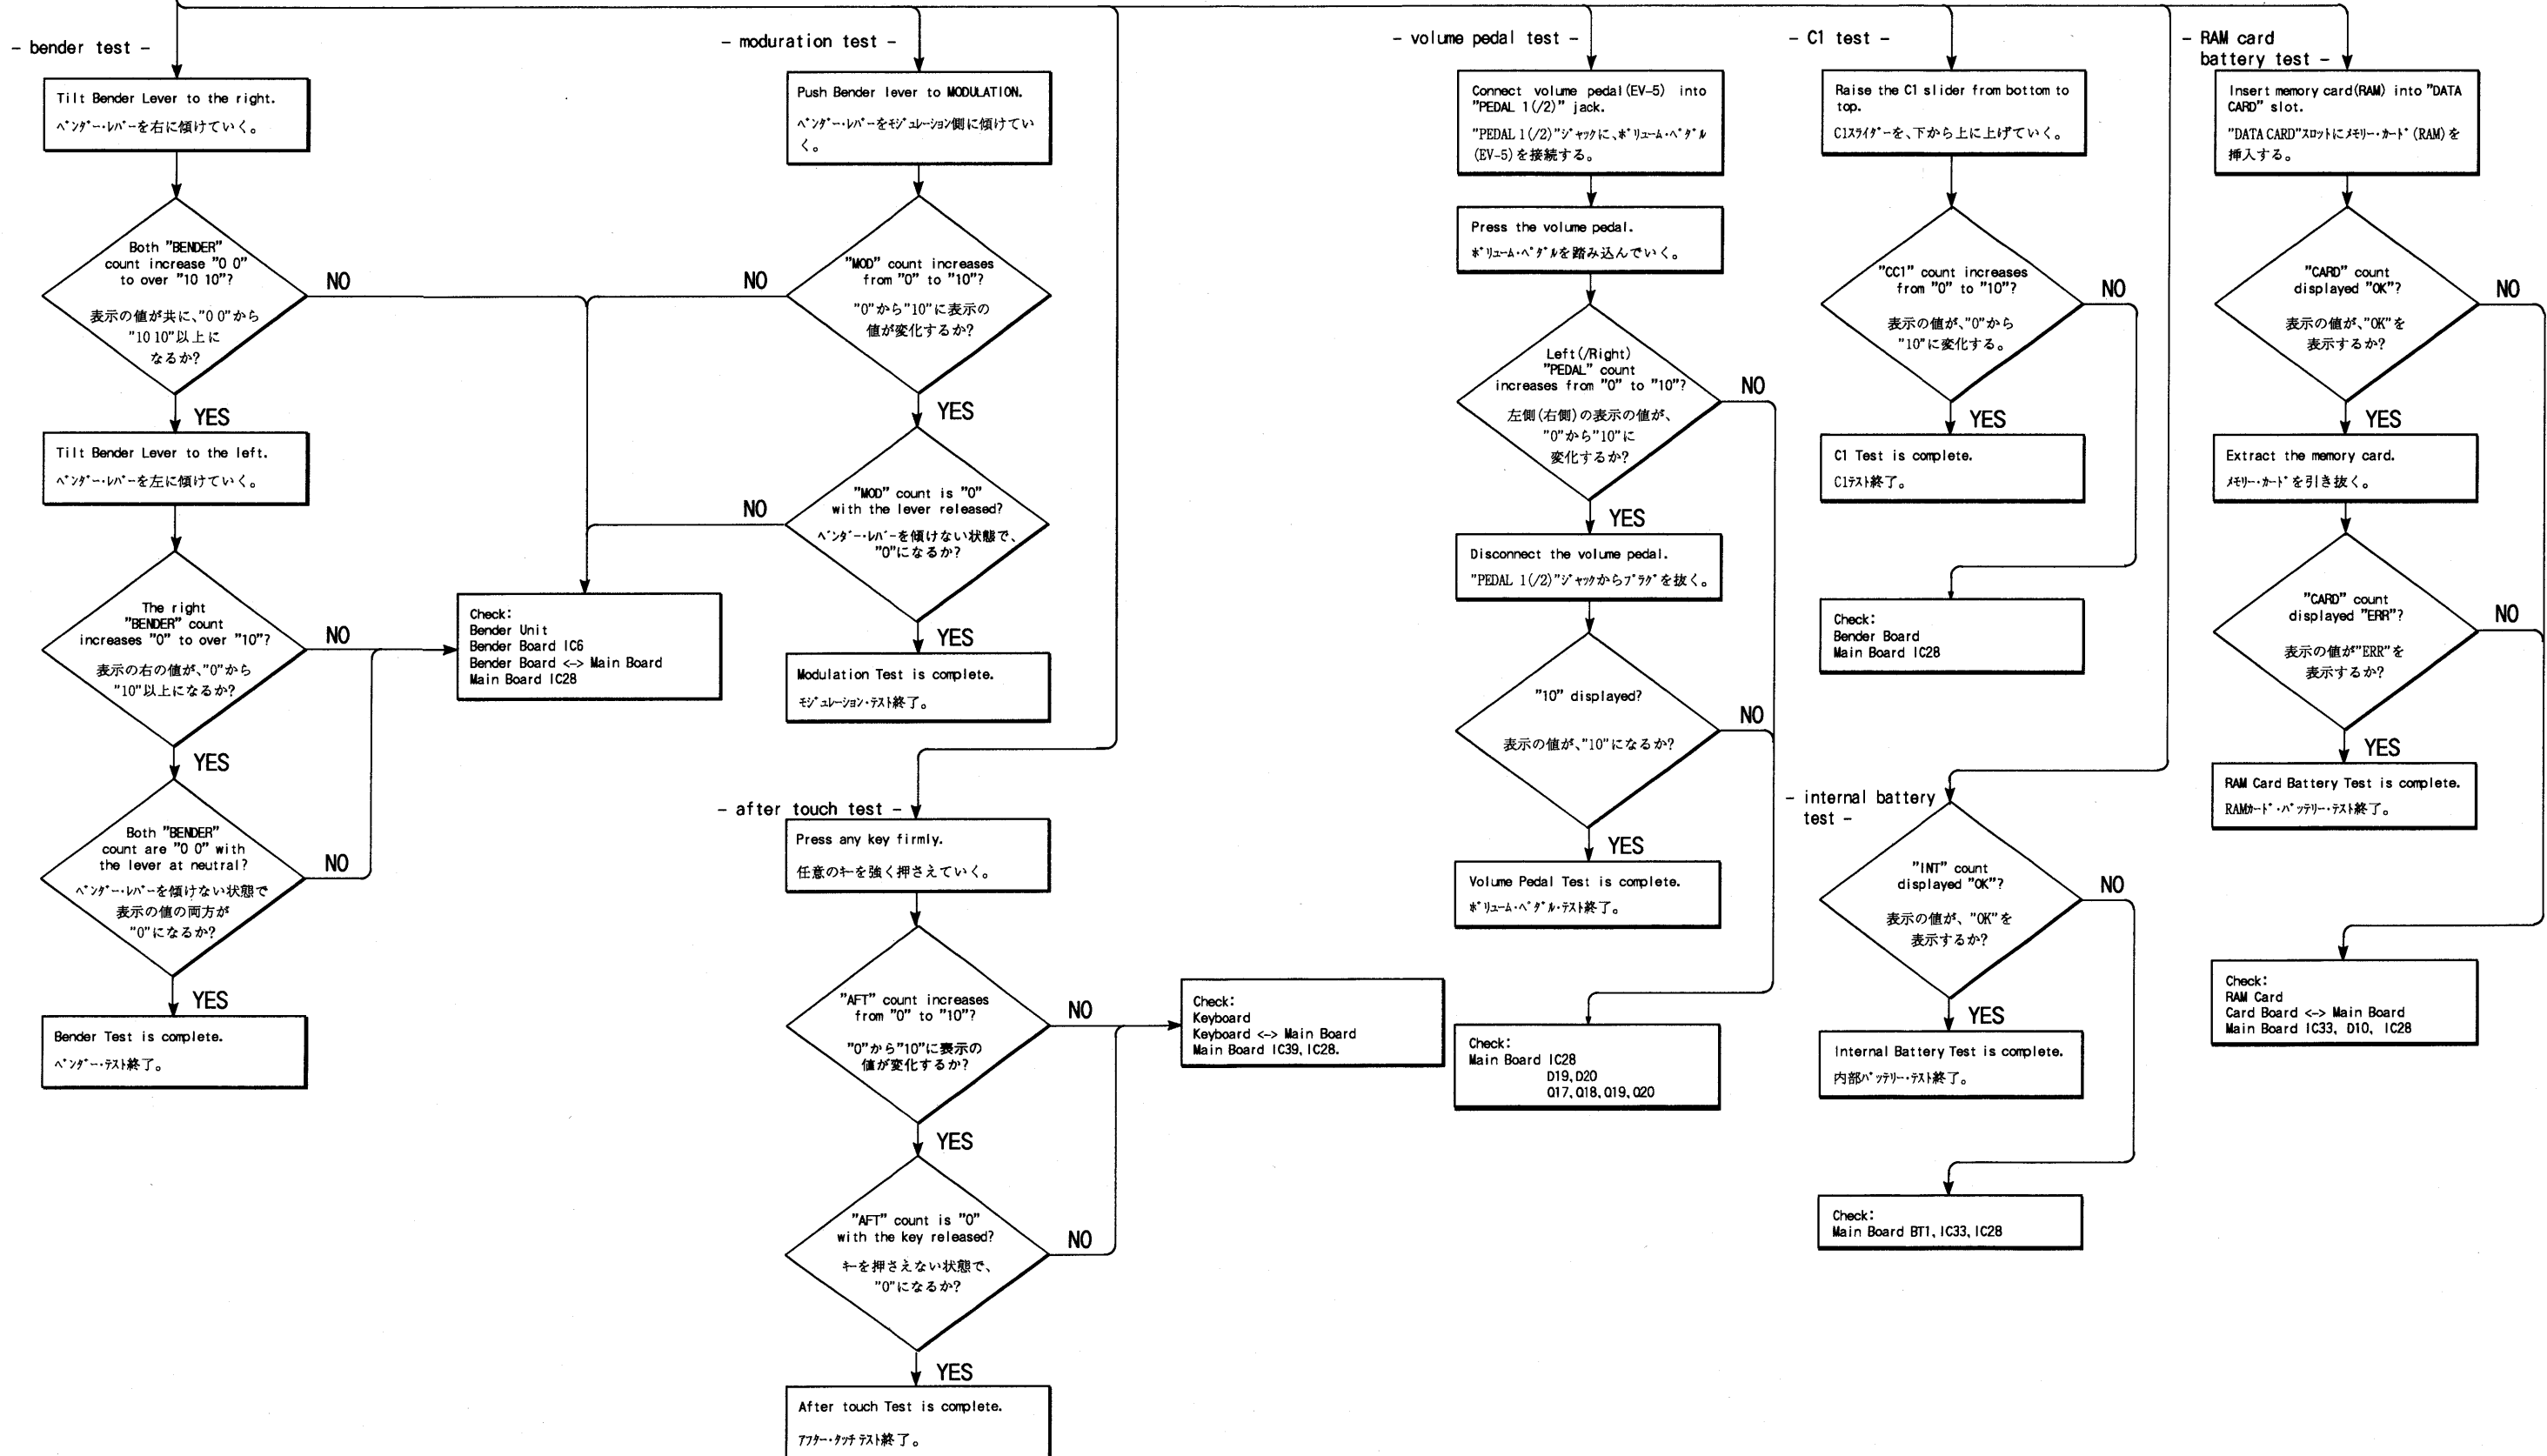 - bender test -
Tilt Bender Lever to the right.
ベンダー・レバーを右に傾けていく。
Both "BENDER"
count increase "0 0"
to over "10 10"?
表示の値が共に、"0 0"から
"10 10"以上に
なるか?
NO
YES
Tilt Bender Lever to the left.
ベンダー・レバーを左に傾けていく。
The right
"BENDER" count
increases "0" to over "10"?
表示の右の値が、"0"から
"10"以上になるか?
NO
YES
Both "BENDER"
count are "0 0" with
the lever at neutral?
ベンダー・レバーを傾けない状態で
表示の値の両方が
"0"になるか?
NO
YES
Bender Test is complete.
ベンダー・テスト終了。
Check:
Bender Unit
Bender Board IC6
Bender Board <-> Main Board
Main Board IC28
- moduration test -
Push Bender lever to MODULATION.
ベンダー・レバーをモジュレーション側に傾けてい
く。
"MOD" count increases
from "0" to "10"?
"0"から"10"に表示の
値が変化するか?
NO
YES
"MOD" count is "0"
with the lever released?
ベンダー・レバーを傾けない状態で、
"0"になるか?
NO
YES
Modulation Test is complete.
モジュレーション・テスト終了。
- after touch test -
Press any key firmly.
任意のキーを強く押さえていく。
"AFT" count increases
from "0" to "10"?
"0"から"10"に表示の
値が変化するか?
NO
YES
"AFT" count is "0"
with the key released?
キーを押さえない状態で、
"0"になるか?
NO
YES
After touch Test is complete.
アフター・タッチ テスト終了。
Check:
Keyboard
Keyboard <-> Main Board
Main Board IC39, IC28.
- volume pedal test -
Connect volume pedal(EV-5) into
"PEDAL 1(/2)" jack.
"PEDAL 1(/2)"ジャックに、ボリューム・ペダル
(EV-5)を接続する。
Press the volume pedal.
ボリューム・ペダルを踏み込んでいく。
Left(/Right)
"PEDAL" count
increases from "0" to "10"?
左側(右側)の表示の値が、
"0"から"10"に
変化するか?
NO
YES
Disconnect the volume pedal.
"PEDAL 1(/2)"ジャックからプラグを抜く。
"10" displayed?
表示の値が、"10"になるか?
NO
YES
Volume Pedal Test is complete.
ボリューム・ペダル・テスト終了。
Check:
Main Board IC28
D19, D20
Q17, Q18, Q19, Q20
- C1 test -
Raise the C1 slider from bottom to
top.
C1スライダーを、下から上に上げていく。
"CC1" count increases
from "0" to "10"?
表示の値が、"0"から
"10"に変化する。
NO
YES
C1 Test is complete.
C1テスト終了。
Check:
Bender Board
Main Board IC28
- internal battery
test -
"INT" count
displayed "OK"?
表示の値が、"OK"を
表示するか?
NO
YES
Internal Battery Test is complete.
内部バッテリー・テスト終了。
Check:
Main Board BT1, IC33, IC28
- RAM card
battery test -
Insert memory card(RAM) into "DATA
CARD" slot.
"DATA CARD"スロットにメモリー・カード(RAM)を
挿入する。
"CARD" count
displayed "OK"?
表示の値が、"OK"を
表示するか?
NO
YES
Extract the memory card.
メモリー・カードを引き抜く。
"CARD" count
displayed "ERR"?
表示の値が"ERR"を
表示するか?
NO
YES
RAM Card Battery Test is complete.
RAMカード・バッテリー・テスト終了。
Check:
RAM Card
Card Board <-> Main Board
Main Board IC33, D10, IC28